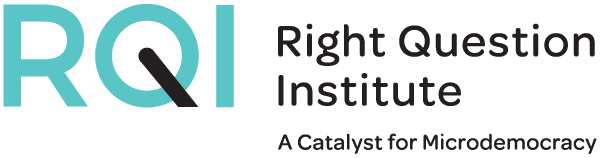 RQI
Right Question
Institute
A Catalyst for Microdemocracy